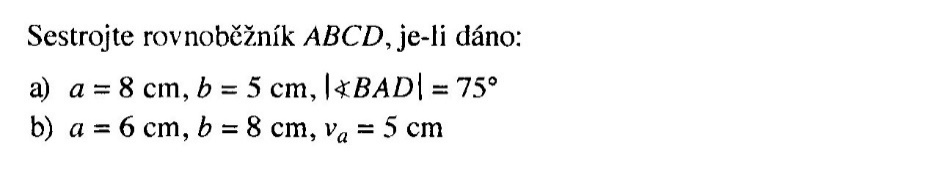 Sestrojte rovnoběžník ABCD, je-li dáno:
a) a = 8 cm, b = 5 cm, |∢BAD| = 75°
b) a = 6 cm, b = 8 cm, vₐ = 5 cm